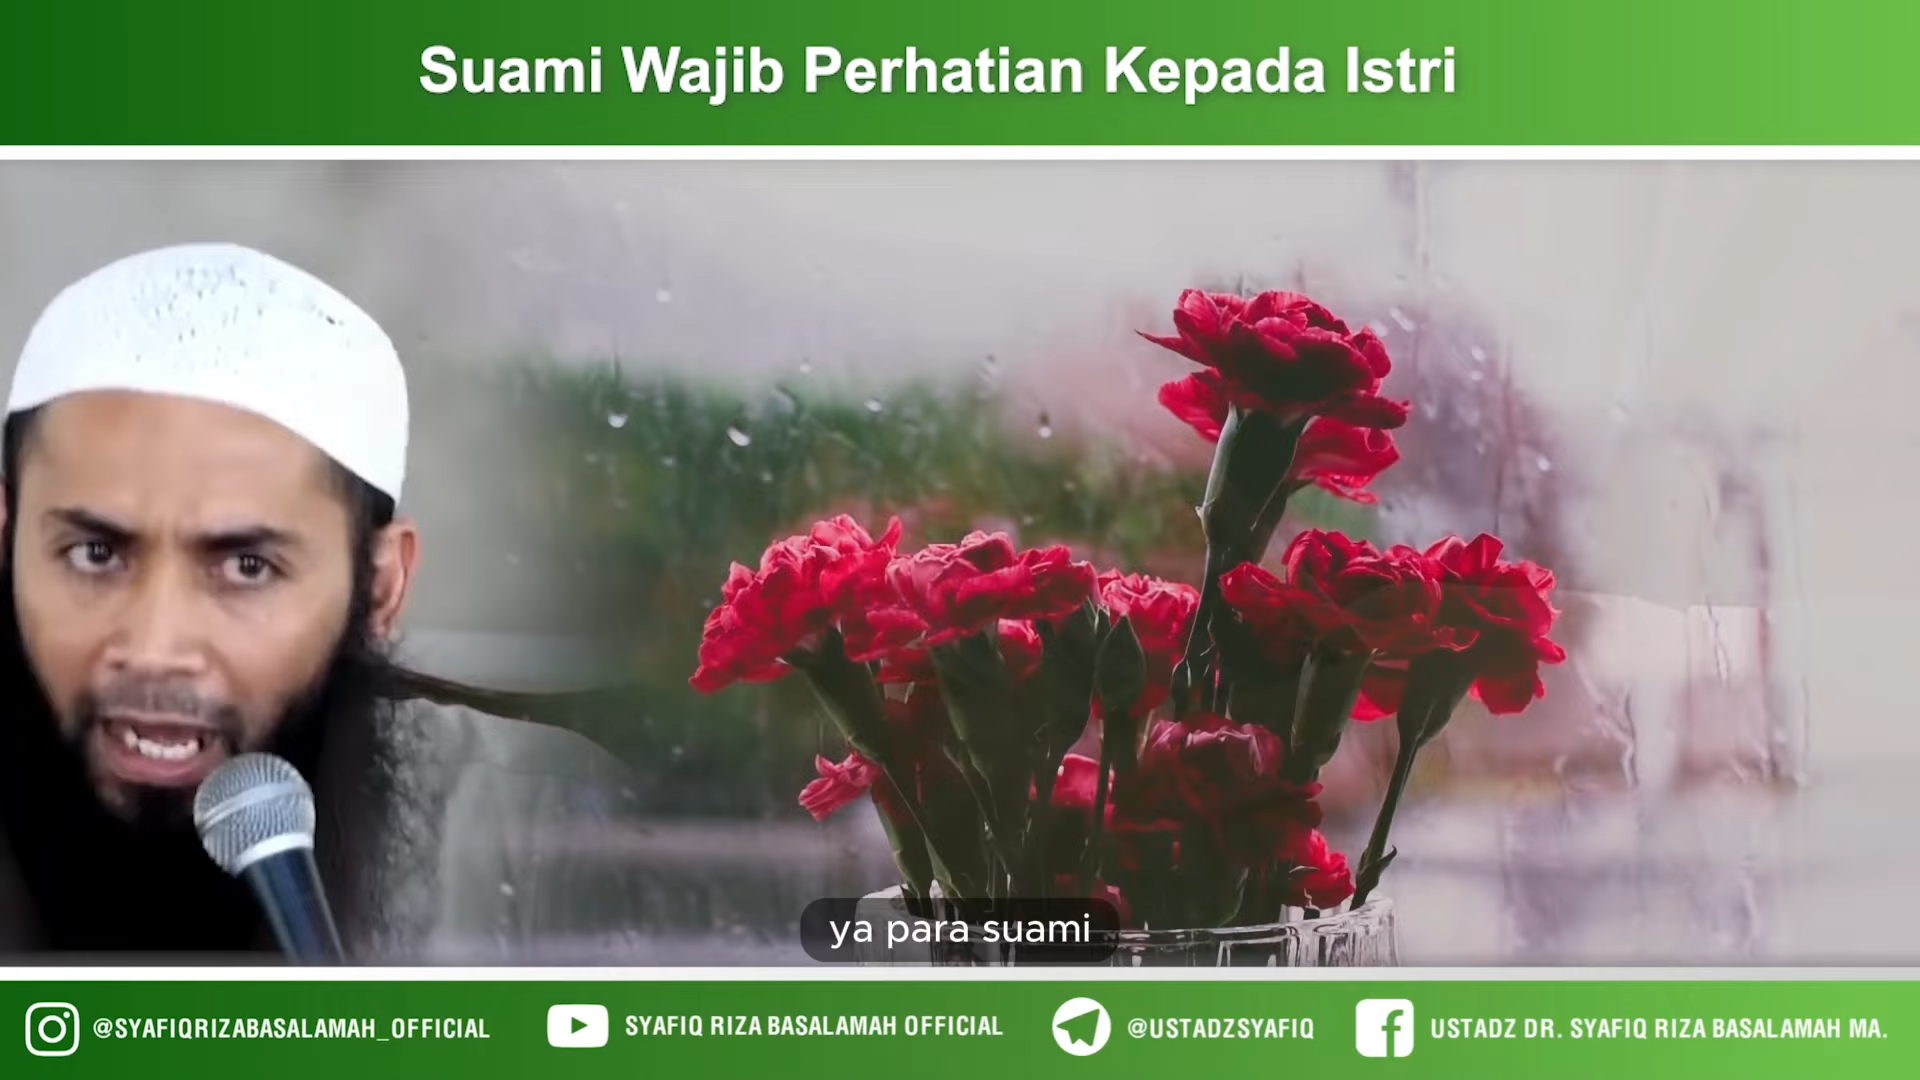 Suami Wajib Perhatian Kepada Istri
ya para suami
@SYAFIQRIZABASALAMAH_OFFICIAL
SYAFIQ RIZA BASALAMAH OFFICIAL
@USTADZSYAFIQ
USTADZ DR. SYAFIQ RIZA BASALAMAH MA.